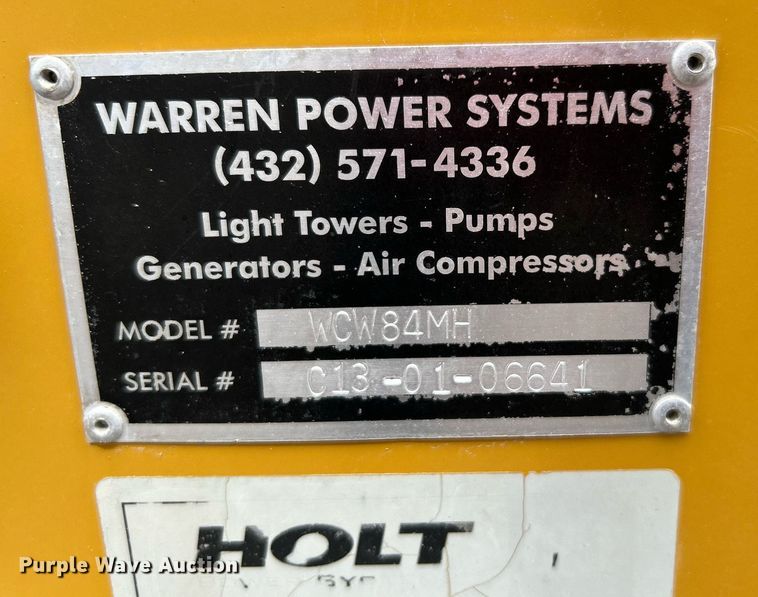 WARREN POWER SYSTEMS
(432) 571-4336
Light Towers - Pumps
Generators - Air Compressors
MODEL # WCW84MH
SERIAL # C13-01-06641
HOLT
Purple Wave Auction